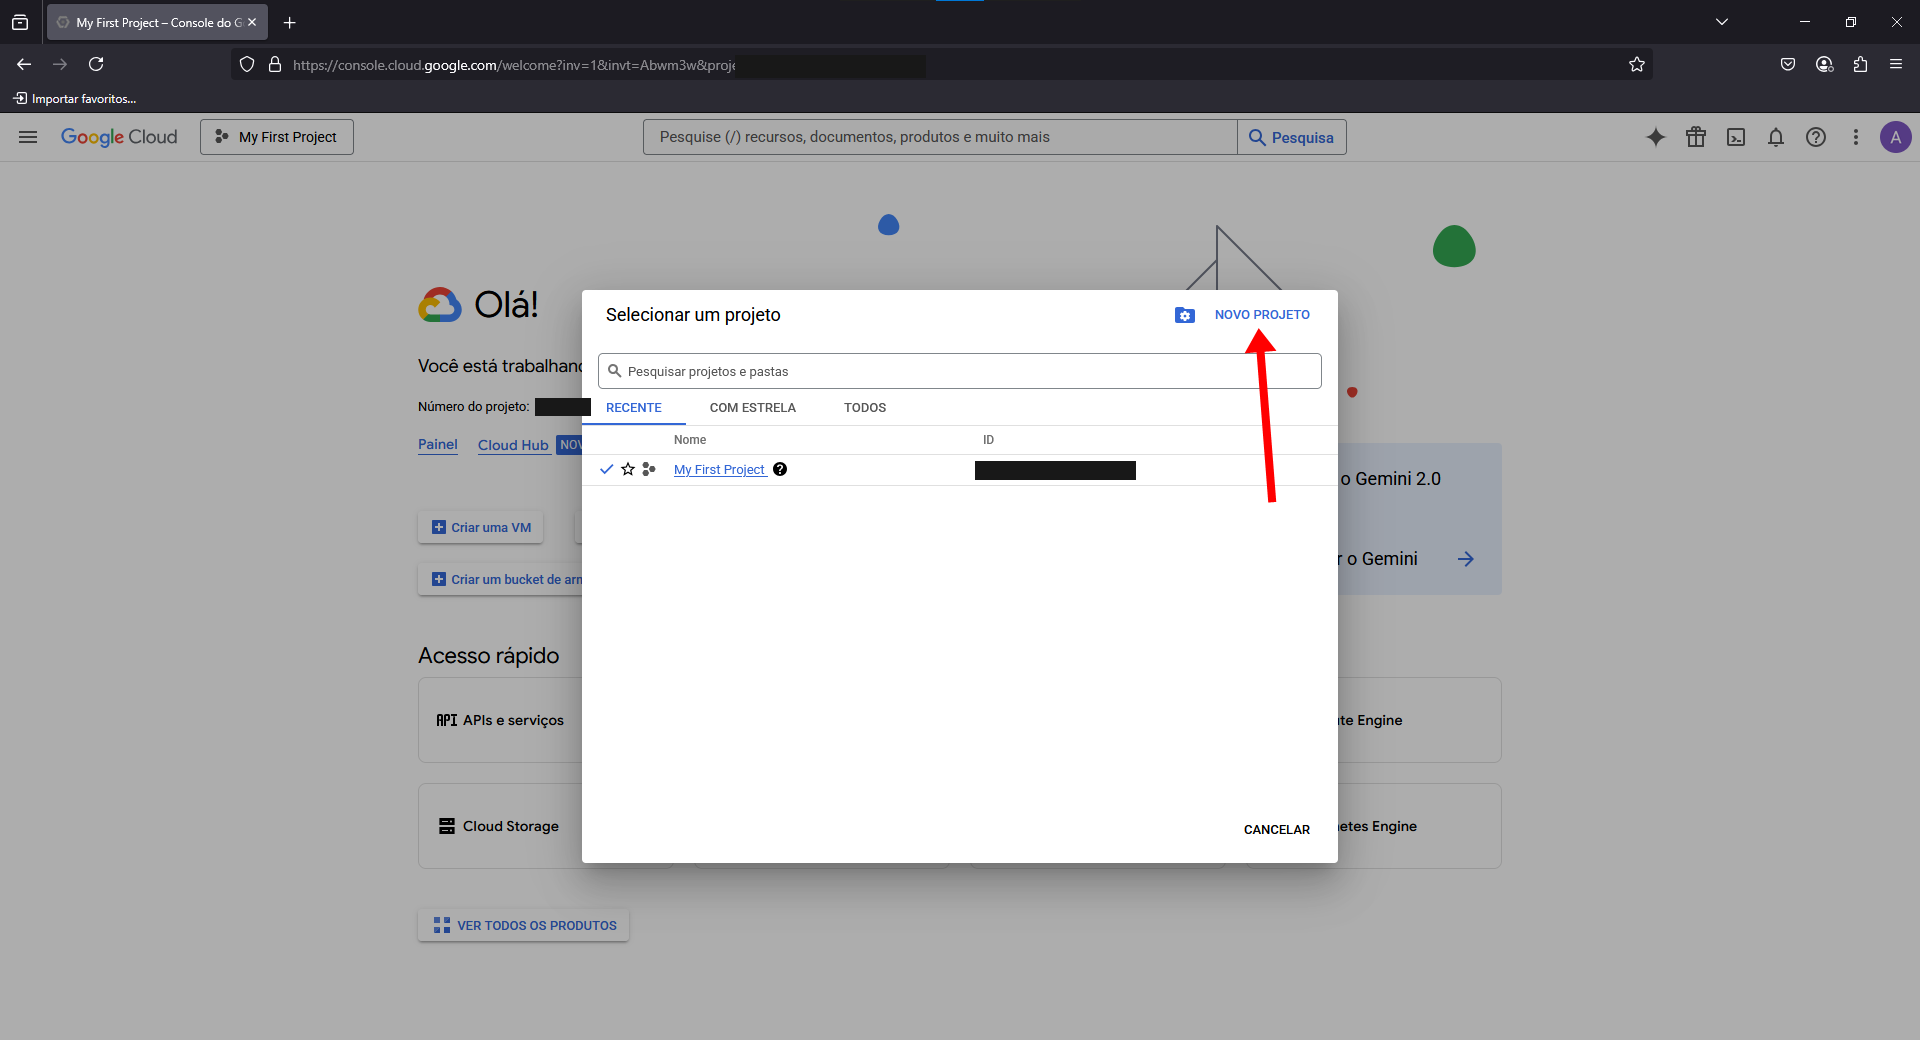 My First Project – Console do G
https://console.cloud.google.com/welcome?inv=1&invt=Abwm3w&proje
Importar favoritos...
Google Cloud
My First Project
Pesquise (/) recursos, documentos, produtos e muito mais
Pesquisa
A
Olá!
Você está trabalhand
Número do projeto:
Painel
Cloud Hub
NOV
Criar uma VM
Criar um bucket de arm
Selecionar um projeto
NOVO PROJETO
Pesquisar projetos e pastas
RECENTE
COM ESTRELA
TODOS
Nome
ID
My First Project
CANCELAR
o Gemini 2.0
r o Gemini
Acesso rápido
API APIs e serviços
te Engine
Cloud Storage
etes Engine
VER TODOS OS PRODUTOS